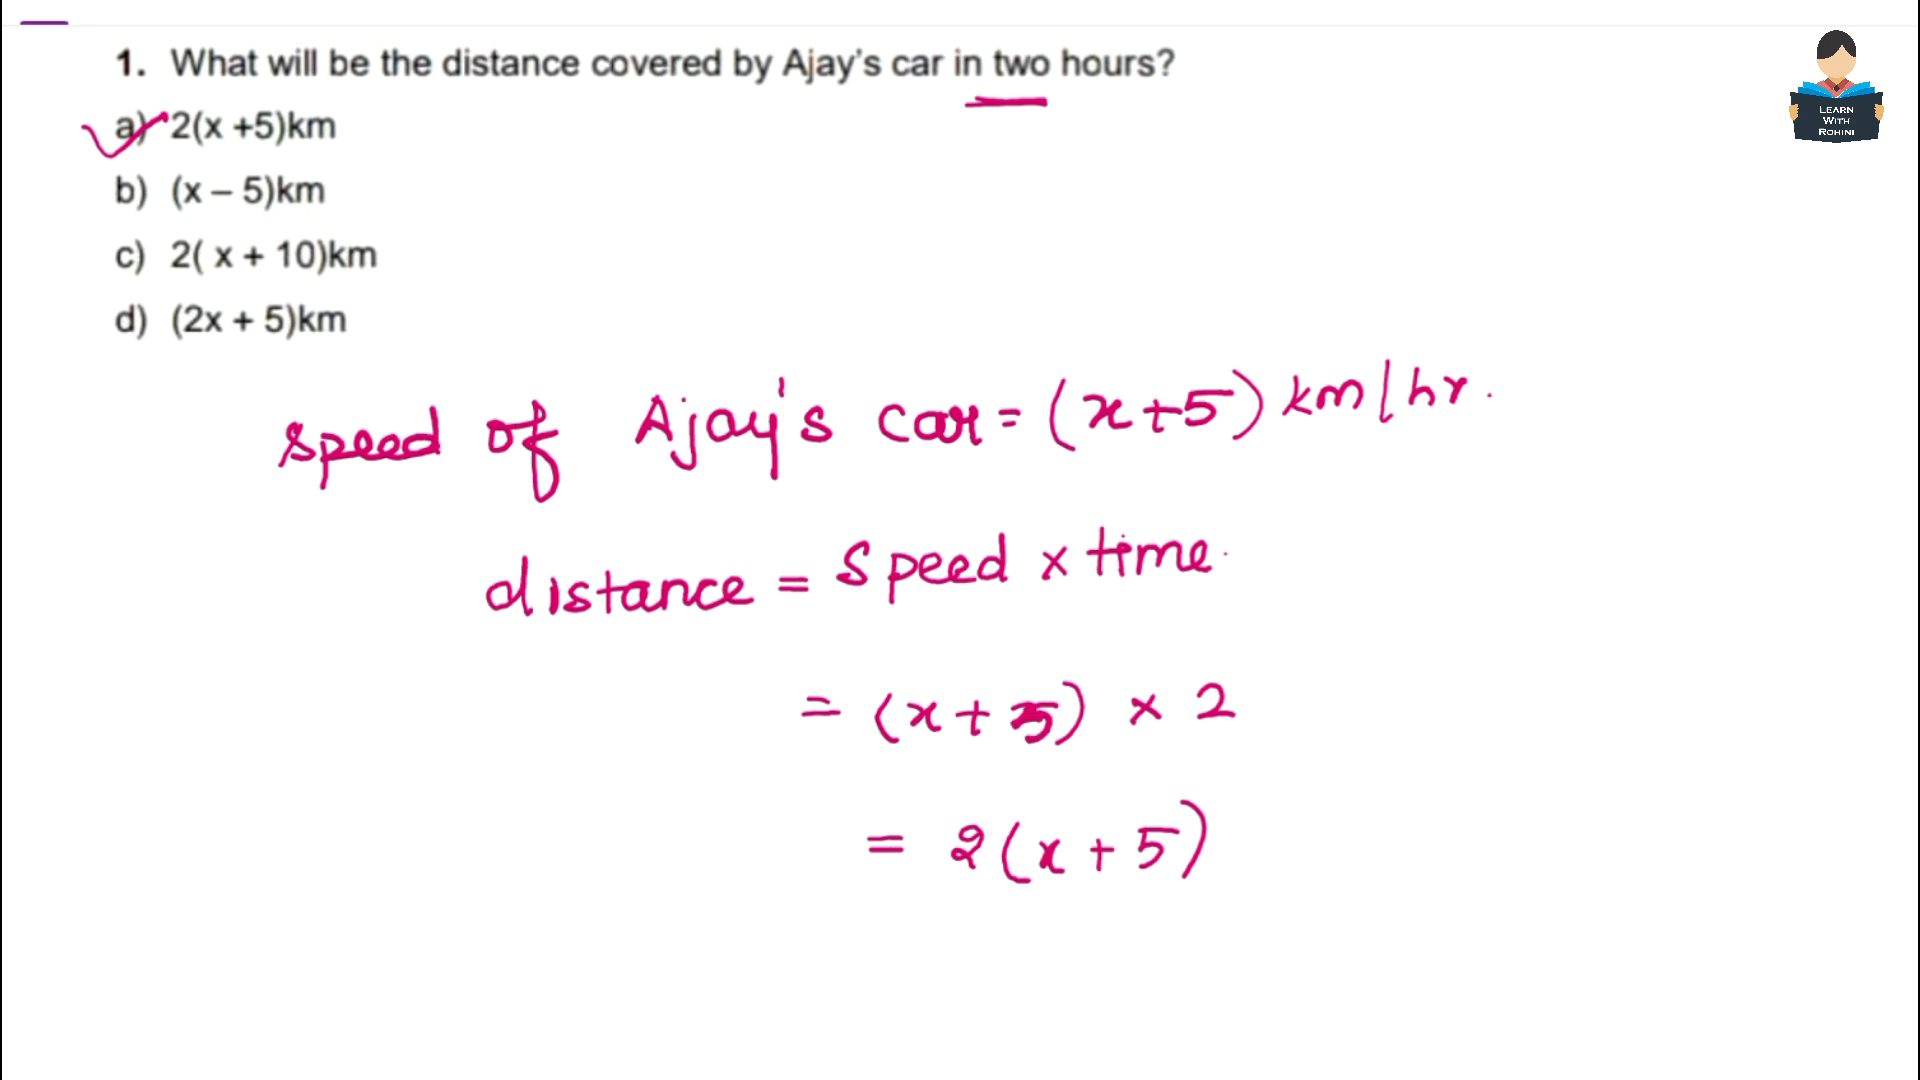 1. What will be the distance covered by Ajay's car in two hours?
a) 2(x +5)km
b) (x – 5)km
c) 2( x + 10)km
d) (2x + 5)km
speed of Ajay's car = (x+5) km/hr.
distance = speed × time.
= (x + 5) × 2
= 2(x + 5)
LEARN
WITH
ROHINI